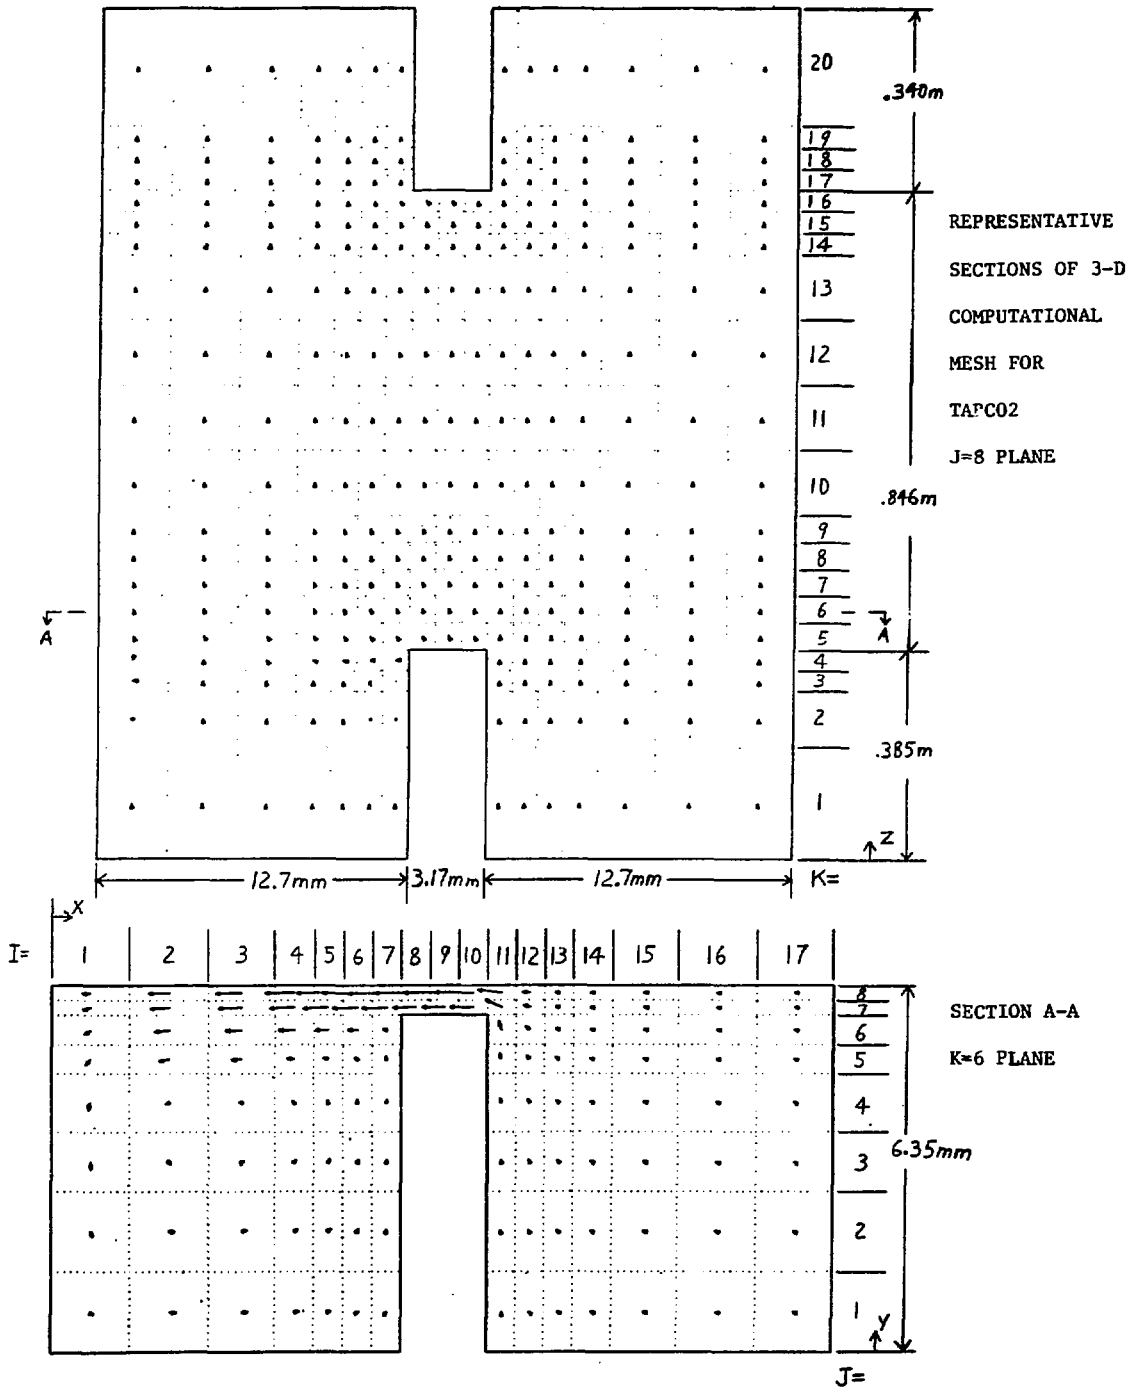 20
.340m
19
18
17
16
15
14
13
12
11
10
9
8
7
6
5
4
3
2
1
REPRESENTATIVE
SECTIONS OF 3-D
COMPUTATIONAL
MESH FOR
TAPCO2
J=8 PLANE
.846m
A A
.385m
Z
12.7mm 3.17mm 12.7mm K=
X
I= 1 2 3 4 5 6 7 8 9 10 11 12 13 14 15 16 17
8
7
6
5
4
3
2
1
SECTION A-A
K=6 PLANE
6.35mm
Y
J=